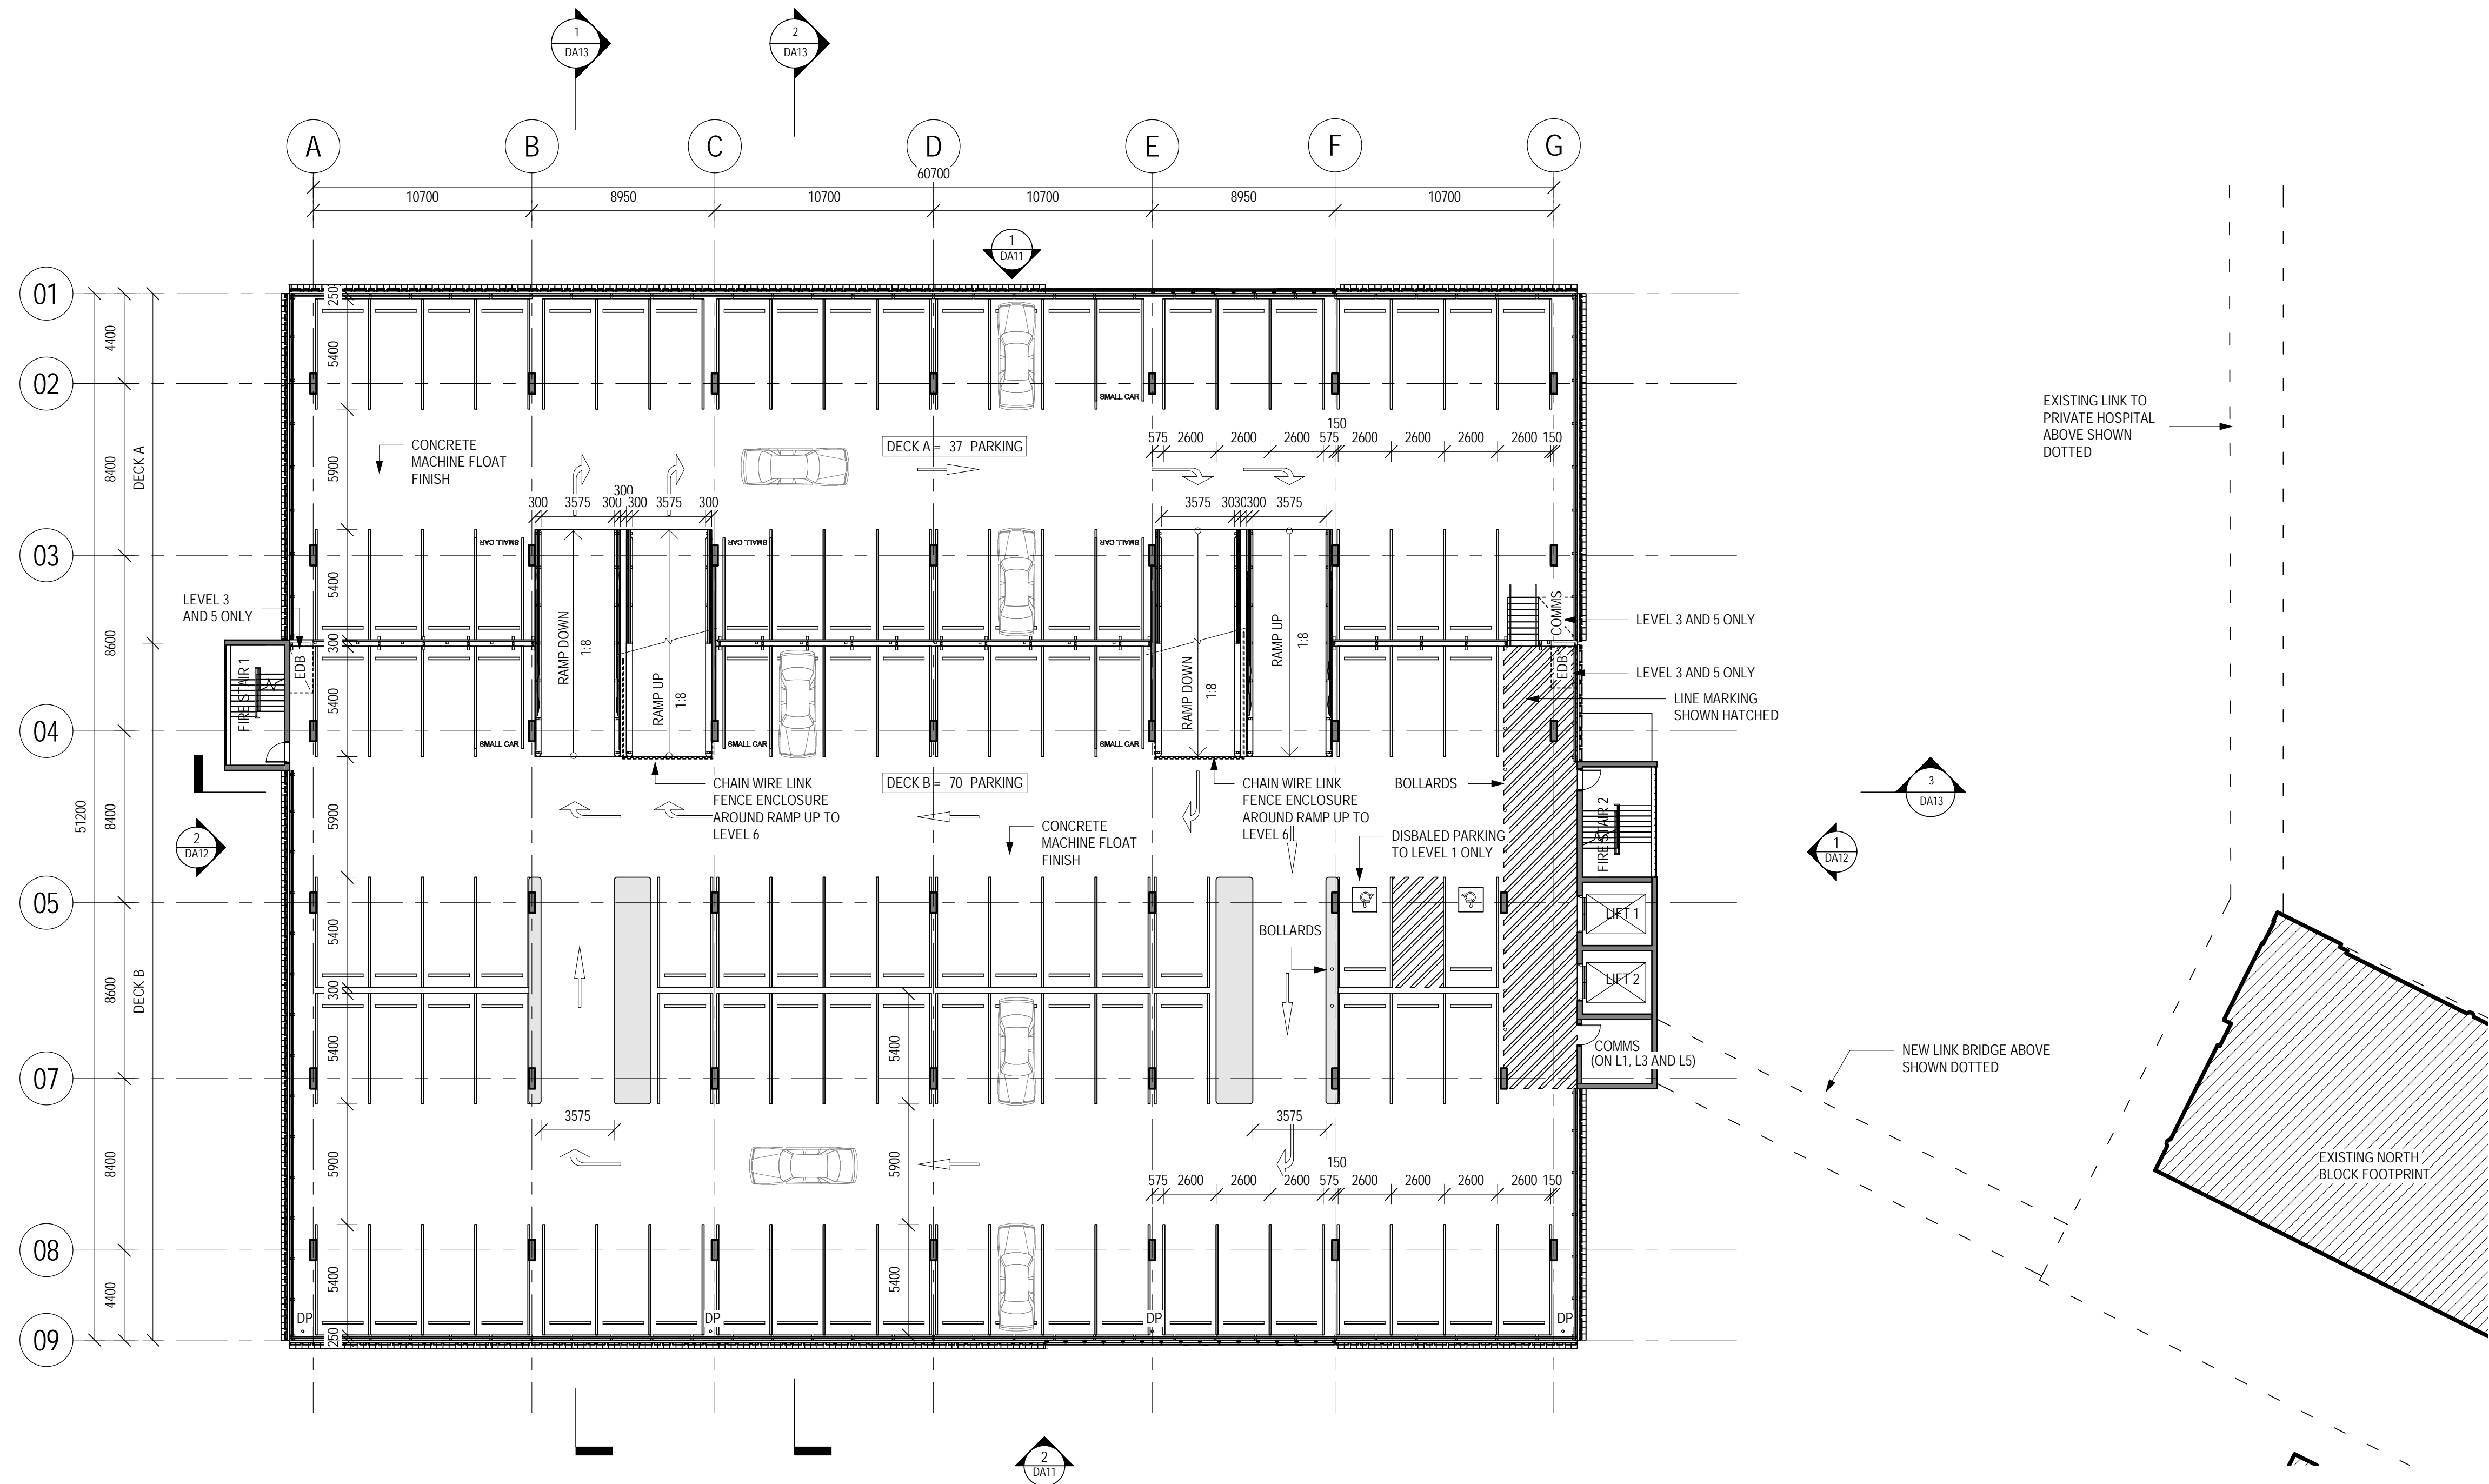 1
DA13
2
DA13
A
B
C
D
E
F
G
60700
10700
8950
10700
10700
8950
10700
1
DA11
01
02
03
04
05
07
08
09
4400
8400
8600
8400
8600
8400
4400
51200
DECK A
DECK B
250
5400
5900
5400
300
5400
5900
5400
300
5400
5900
5400
250
SMALL CAR
CONCRETE
MACHINE FLOAT
FINISH
DECK A = 37 PARKING
150
575 2600 2600 2600 575 2600 2600 2600 2600 150
300 3575 300 300 300 3575 300
3575 300 300 300 3575
SMALL CAR
SMALL CAR
SMALL CAR
RAMP DOWN
1:8
RAMP UP
1:8
RAMP DOWN
1:8
RAMP UP
1:8
LEVEL 3
AND 5 ONLY
FIRE STAIR 1
EDB
COMMS
EDB
LEVEL 3 AND 5 ONLY
LEVEL 3 AND 5 ONLY
LINE MARKING
SHOWN HATCHED
SMALL CAR
SMALL CAR
SMALL CAR
CHAIN WIRE LINK
FENCE ENCLOSURE
AROUND RAMP UP TO
LEVEL 6
DECK B = 70 PARKING
CHAIN WIRE LINK
FENCE ENCLOSURE
AROUND RAMP UP TO
LEVEL 6
BOLLARDS
CONCRETE
MACHINE FLOAT
FINISH
DISBALED PARKING
TO LEVEL 1 ONLY
FIRE STAIR 2
2
DA12
3
DA13
1
DA12
BOLLARDS
LIFT 1
LIFT 2
COMMS
(ON L1, L3 AND L5)
5400
5900
5400
3575
3575
150
575 2600 2600 2600 575 2600 2600 2600 2600 150
DP
DP
DP
DP
2
DA11
EXISTING LINK TO
PRIVATE HOSPITAL
ABOVE SHOWN
DOTTED
NEW LINK BRIDGE ABOVE
SHOWN DOTTED
EXISTING NORTH
BLOCK FOOTPRINT